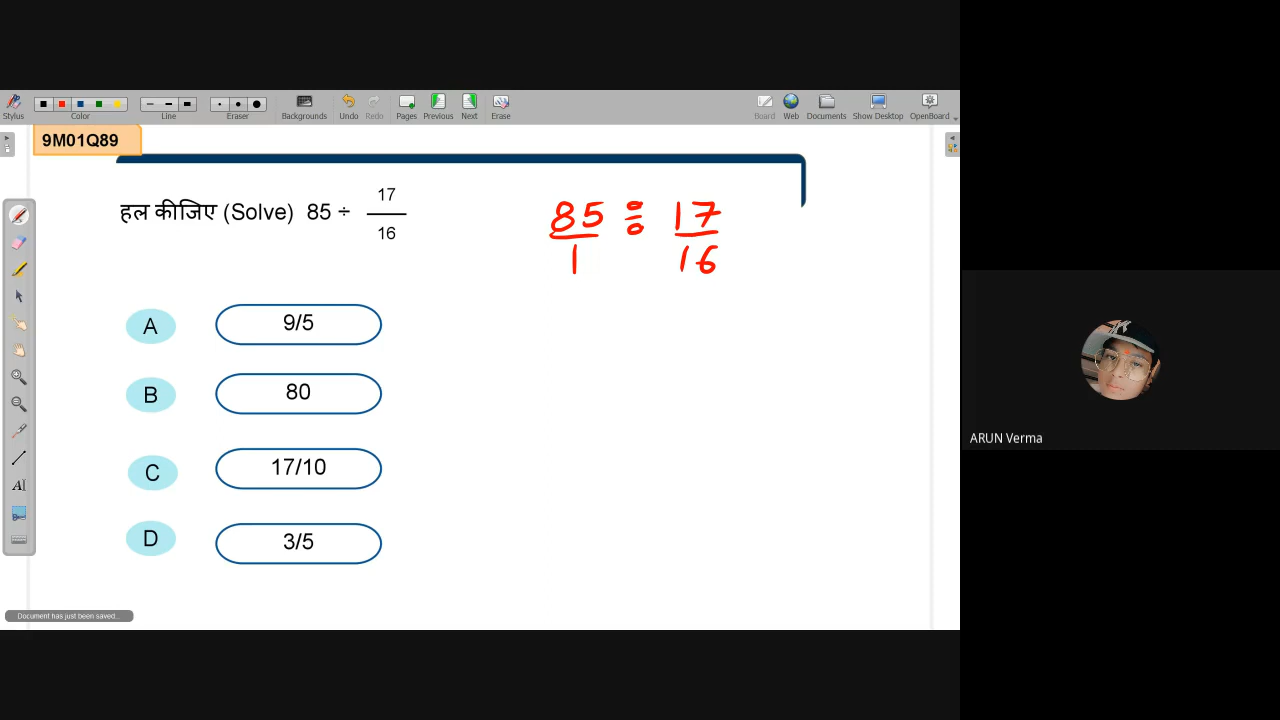 Stylus
Color
Line
Eraser
Backgrounds
Undo
Redo
Pages
Previous
Next
Erase
Board
Web
Documents
Show Desktop
OpenBoard
9M01Q89
हल कीजिए (Solve) 85 ÷ 17/16
85/1 ÷ 17/16
A 9/5
B 80
C 17/10
D 3/5
ARUN Verma
Document has just been saved...